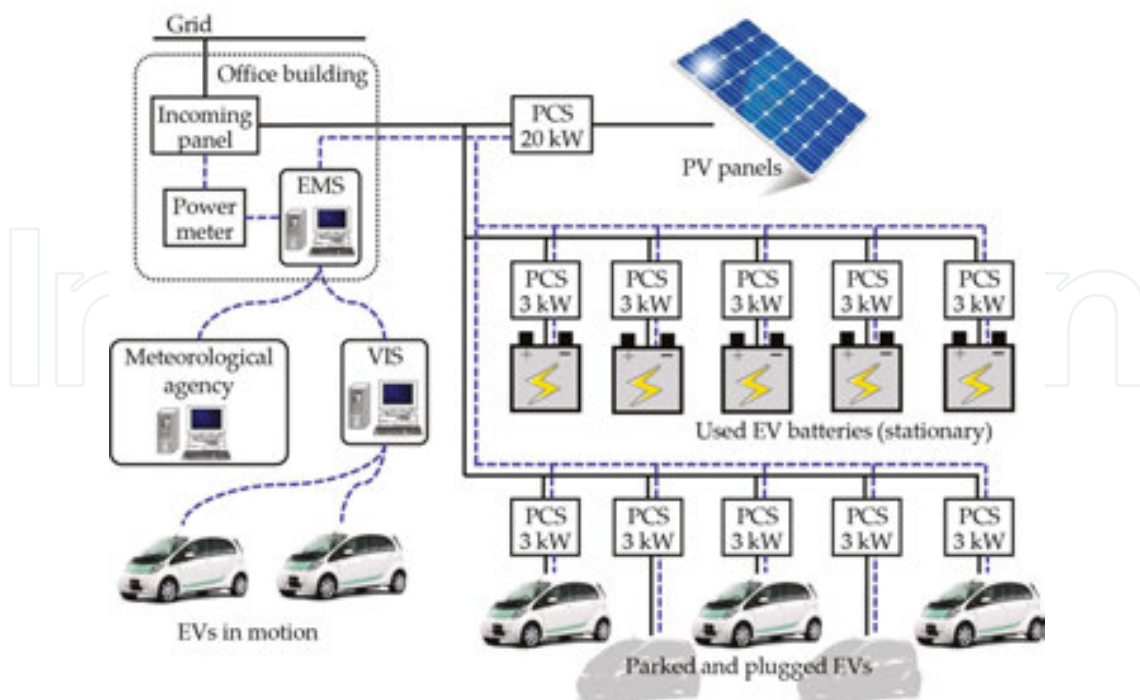 Grid
Office building
Incoming
panel
PCS
20 kW
PV panels
EMS
Power
meter
PCS
3 kW
PCS
3 kW
PCS
3 kW
PCS
3 kW
PCS
3 kW
Meteorological
agency
VIS
+ −
+ −
+ −
+ −
+ −
Used EV batteries (stationary)
PCS
3 kW
PCS
3 kW
PCS
3 kW
PCS
3 kW
PCS
3 kW
EVs in motion
Parked and plugged EVs